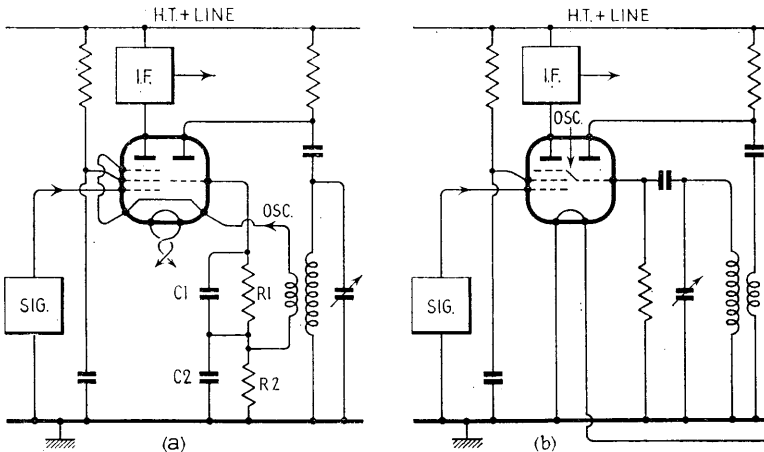 H.T.+ LINE
I.F.
OSC.
SIG.
C1
R1
C2
R2
(a)
H.T.+ LINE
I.F.
OSC.
SIG.
(b)